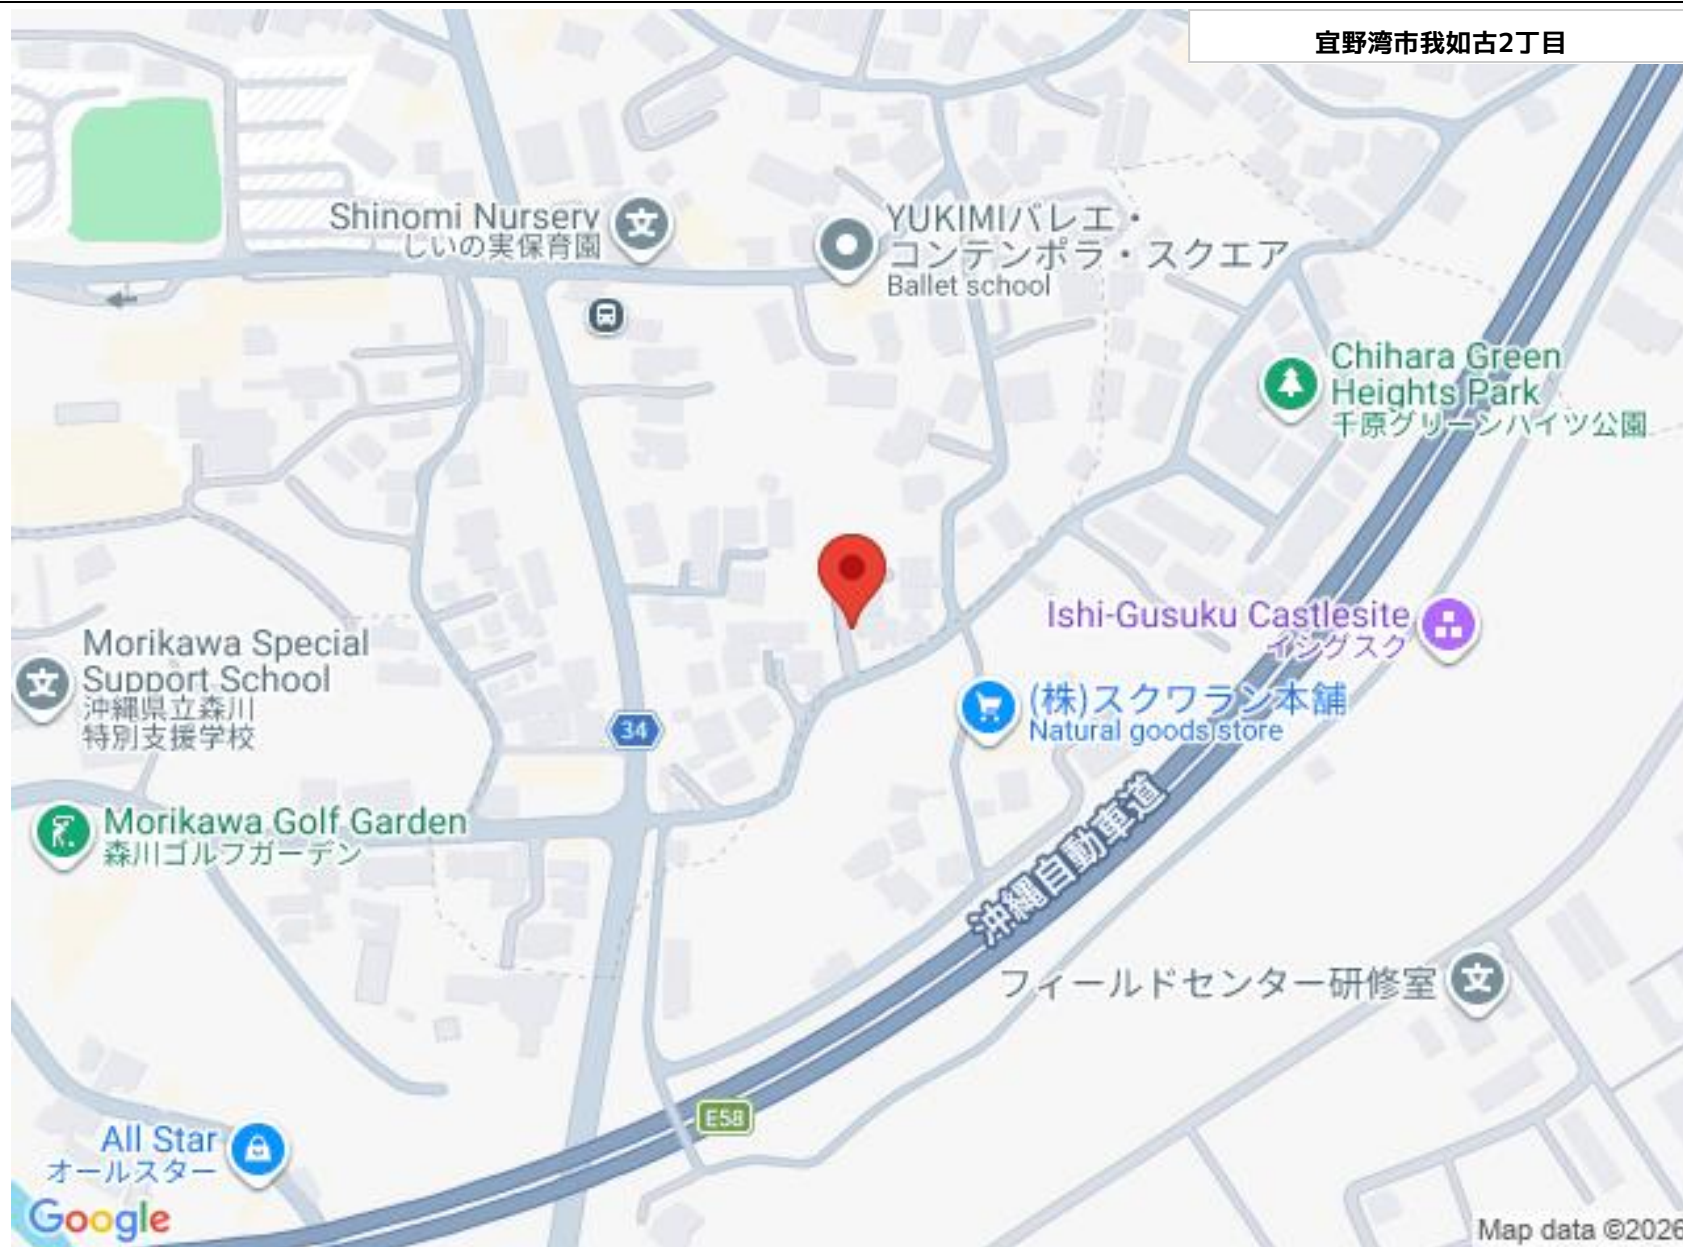 宜野湾市我如古2丁目
Shinomi Nursery
しいの実保育園
YUKIMIバレエ・
コンテンポラ・スクエア
Ballet school
Chihara Green
Heights Park
千原グリーンハイツ公園
Ishi-Gusuku Castlesite
イシグスク
Morikawa Special
Support School
沖縄県立森川
特別支援学校
(株)スクワラン本舗
Natural goods store
34
Morikawa Golf Garden
森川ゴルフガーデン
沖縄自動車道
フィールドセンター研修室
E58
All Star
オールスター
Google
Map data ©2026